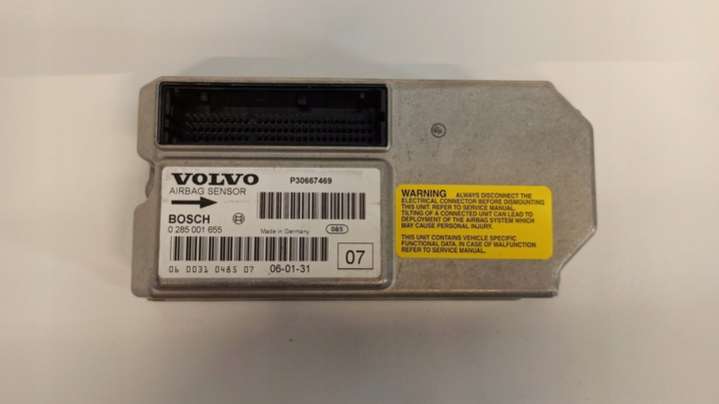 VOLVO
P30667469
AIRBAG SENSOR
BOSCH
0 285 001 655
Made in Germany
085
07
06 0031 0485 07
06-01-31
WARNING ALWAYS DISCONNECT THE
ELECTRICAL CONNECTOR BEFORE DISMOUNTING
THIS UNIT. REFER TO SERVICE MANUAL.
TILTING OF A CONNECTED UNIT CAN LEAD TO
DEPLOYMENT OF THE AIRBAG SYSTEM WHICH
MAY CAUSE PERSONAL INJURY.
THIS UNIT CONTAINS VEHICLE SPECIFIC
FUNCTIONAL DATA. IN CASE OF MALFUNCTION
REFER TO SERVICE MANUAL.